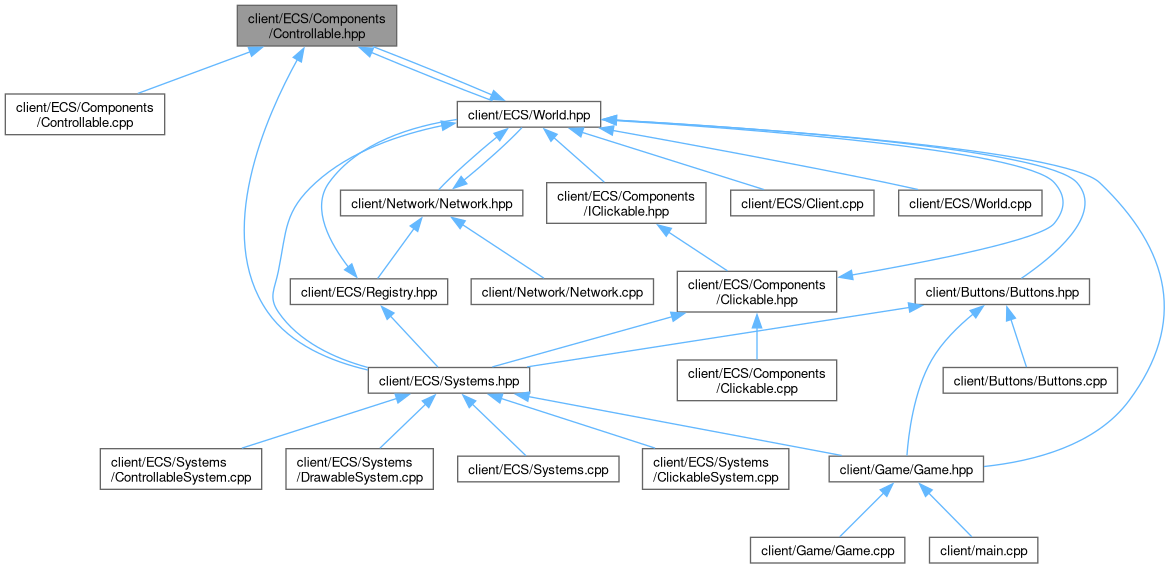 client/ECS/Components
/Controllable.hpp
client/ECS/Components
/Controllable.cpp
client/ECS/World.hpp
client/Network/Network.hpp
client/ECS/Components
/IClickable.hpp
client/ECS/Client.cpp
client/ECS/World.cpp
client/ECS/Registry.hpp
client/Network/Network.cpp
client/ECS/Components
/Clickable.hpp
client/Buttons/Buttons.hpp
client/ECS/Systems.hpp
client/ECS/Components
/Clickable.cpp
client/Buttons/Buttons.cpp
client/ECS/Systems
/ControllableSystem.cpp
client/ECS/Systems
/DrawableSystem.cpp
client/ECS/Systems.cpp
client/ECS/Systems
/ClickableSystem.cpp
client/Game/Game.hpp
client/Game/Game.cpp
client/main.cpp